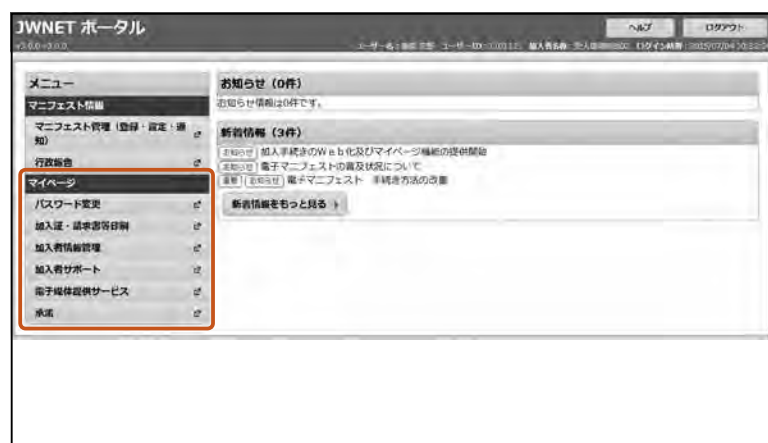 JWNET ポータル
ヘルプ
ログアウト
メニュー
マニフェスト情報
マニフェスト管理（登録・設定・通
知）
行政報告
マイページ
パスワード変更
加入証・請求書等印刷
加入者情報管理
加入者サポート
電子媒体提供サービス
承諾
お知らせ（0件）
お知らせ情報は0件です。
新着情報（3件）
お知らせ 加入手続きのＷｅｂ化及びマイページ機能の提供開始
お知らせ 電子マニフェストの普及状況について
重要 お知らせ 電子マニフェスト 手続き方法の改善
新着情報をもっと見る